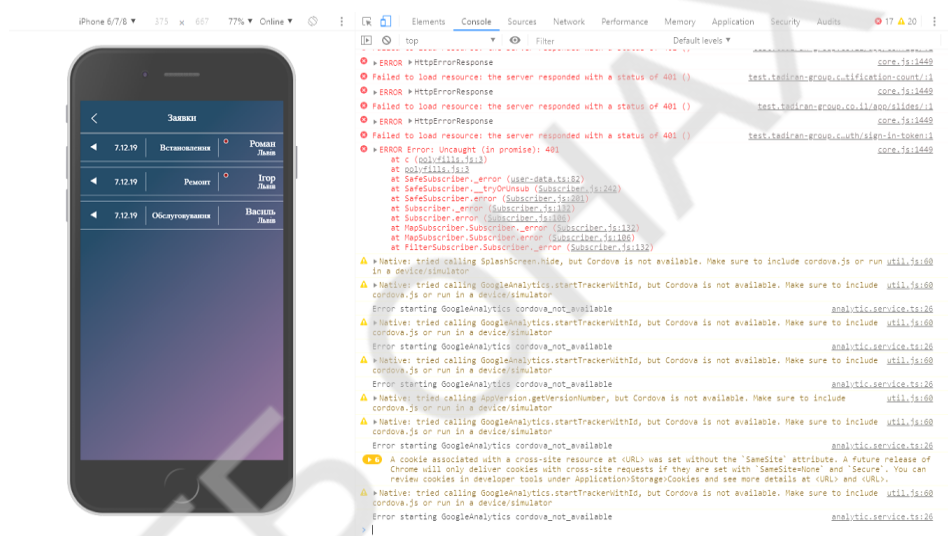 iPhone 6/7/8 ▼ 375 x 667 77% ▼ Online ▼
Elements Console Sources Network Performance Memory Application Security Audits 17 20
top ▼ Filter Default levels ▼
ERROR ▶HttpErrorResponse core.js:1449
Failed to load resource: the server responded with a status of 401 () test.tadiran-group.c…tification-count/:1
ERROR ▶HttpErrorResponse core.js:1449
Failed to load resource: the server responded with a status of 401 () test.tadiran-group.co.il/app/slides/:1
ERROR ▶HttpErrorResponse core.js:1449
Failed to load resource: the server responded with a status of 401 () test.tadiran-group.c…uth/sign-in-token:1
ERROR Error: Uncaught (in promise): 401 core.js:1449
at c (polyfills.js:3)
at polyfills.js:3
at SafeSubscriber._error (user-data.ts:82)
at SafeSubscriber.__tryOrUnsub (Subscriber.js:242)
at SafeSubscriber.error (Subscriber.js:201)
at Subscriber._error (Subscriber.js:132)
at Subscriber.error (Subscriber.js:106)
at MapSubscriber.Subscriber._error (Subscriber.js:132)
at MapSubscriber.Subscriber.error (Subscriber.js:106)
at FilterSubscriber.Subscriber._error (Subscriber.js:132)
▶Native: tried calling SplashScreen.hide, but Cordova is not available. Make sure to include cordova.js or run util.js:60
in a device/simulator
▶Native: tried calling GoogleAnalytics.startTrackerWithId, but Cordova is not available. Make sure to include util.js:60
cordova.js or run in a device/simulator
Error starting GoogleAnalytics cordova_not_available analytic.service.ts:26
▶Native: tried calling GoogleAnalytics.startTrackerWithId, but Cordova is not available. Make sure to include util.js:60
cordova.js or run in a device/simulator
Error starting GoogleAnalytics cordova_not_available analytic.service.ts:26
▶Native: tried calling GoogleAnalytics.startTrackerWithId, but Cordova is not available. Make sure to include util.js:60
cordova.js or run in a device/simulator
Error starting GoogleAnalytics cordova_not_available analytic.service.ts:26
▶Native: tried calling AppVersion.getVersionNumber, but Cordova is not available. Make sure to include util.js:60
cordova.js or run in a device/simulator
▶Native: tried calling GoogleAnalytics.startTrackerWithId, but Cordova is not available. Make sure to include util.js:60
cordova.js or run in a device/simulator
Error starting GoogleAnalytics cordova_not_available analytic.service.ts:26
▶6 A cookie associated with a cross-site resource at <URL> was set without the `SameSite` attribute. A future release of
Chrome will only deliver cookies with cross-site requests if they are set with `SameSite=None` and `Secure`. You can
review cookies in developer tools under Application>Storage>Cookies and see more details at <URL> and <URL>.
▶Native: tried calling GoogleAnalytics.startTrackerWithId, but Cordova is not available. Make sure to include util.js:60
cordova.js or run in a device/simulator
Error starting GoogleAnalytics cordova_not_available analytic.service.ts:26
Заявки
7.12.19 Встановлення Роман
Львів
7.12.19 Ремонт Ігор
Львів
7.12.19 Обслуговування Василь
Львів